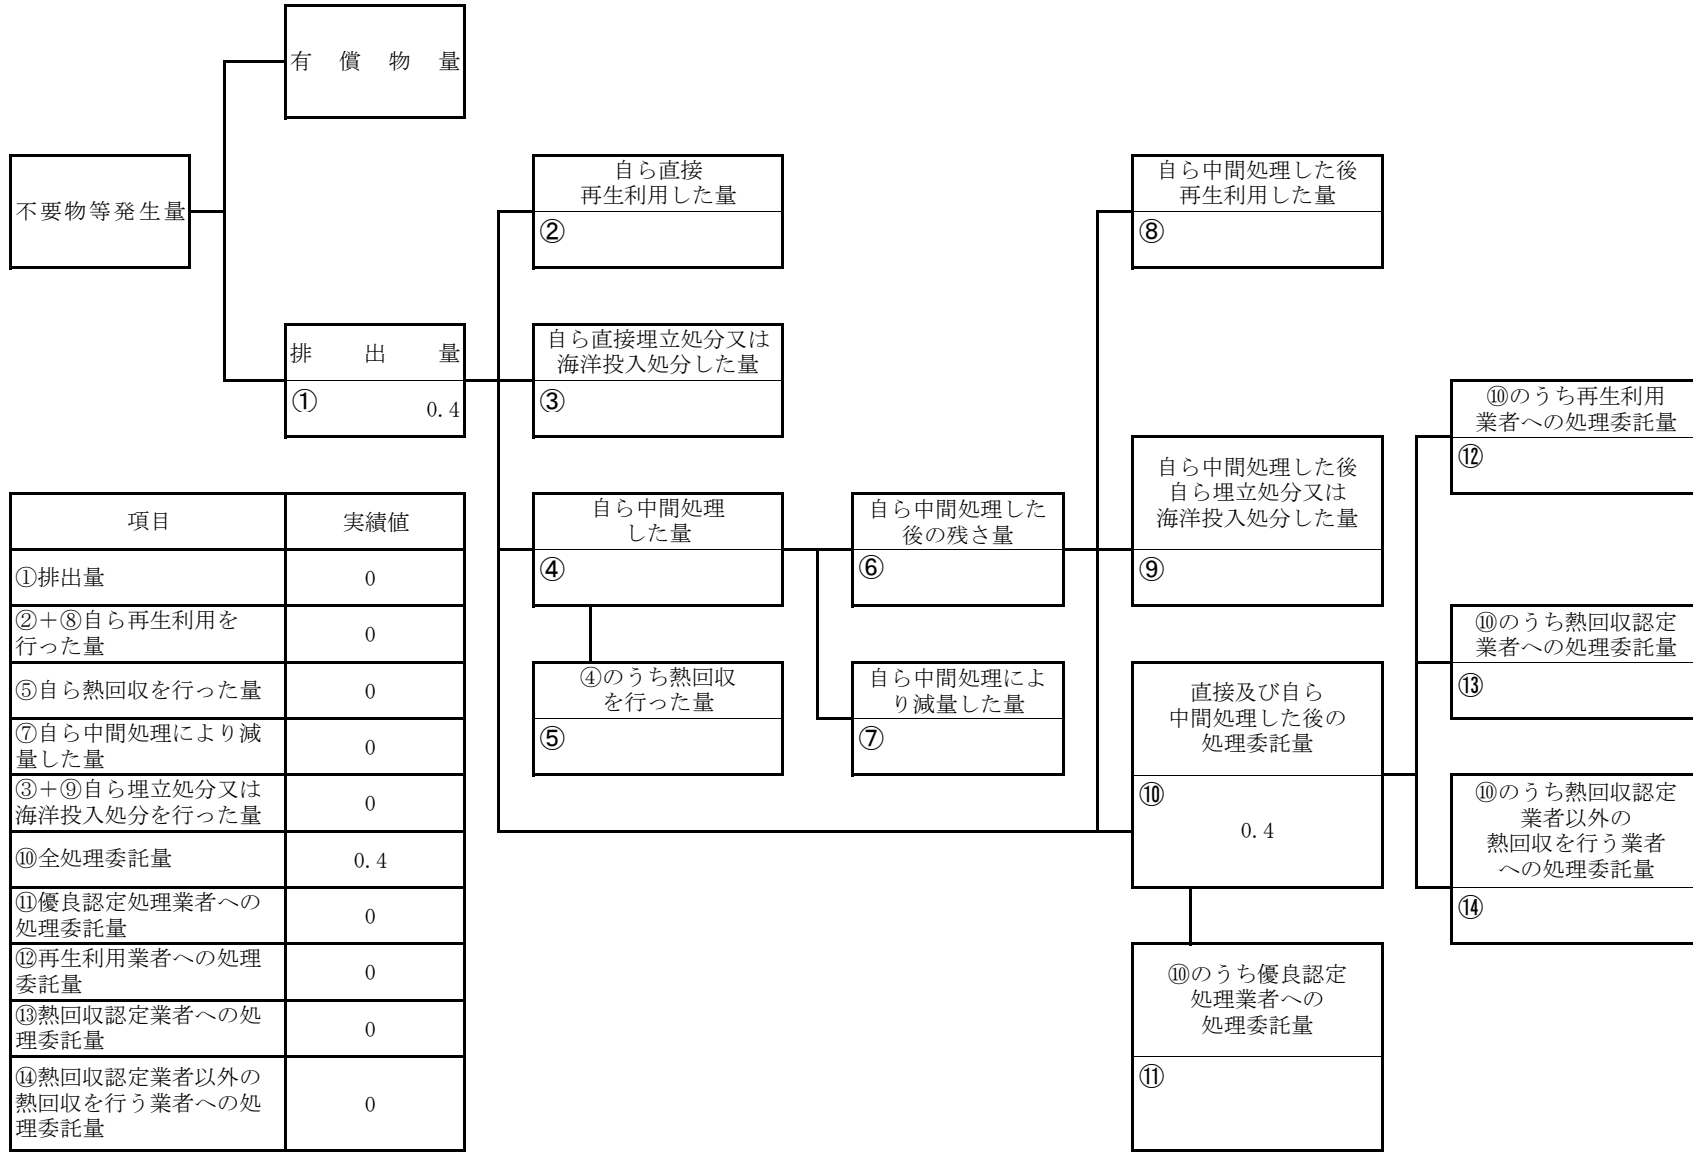 有償物量
不要物等発生量
排出量
①
0.4
自ら直接
再生利用した量
②
自ら直接埋立処分又は
海洋投入処分した量
③
自ら中間処理
した量
④
④のうち熱回収
を行った量
⑤
自ら中間処理した
後の残さ量
⑥
自ら中間処理によ
り減量した量
⑦
自ら中間処理した後
再生利用した量
⑧
自ら中間処理した後
自ら埋立処分又は
海洋投入処分した量
⑨
直接及び自ら
中間処理した後の
処理委託量
⑩
0.4
⑩のうち優良認定
処理業者への
処理委託量
⑪
⑩のうち再生利用
業者への処理委託量
⑫
⑩のうち熱回収認定
業者への処理委託量
⑬
⑩のうち熱回収認定
業者以外の
熱回収を行う業者
への処理委託量
⑭
項目 実績値
①排出量 0
②+⑧自ら再生利用を
行った量 0
⑤自ら熱回収を行った量 0
⑦自ら中間処理により減
量した量 0
③+⑨自ら埋立処分又は
海洋投入処分を行った量 0
⑩全処理委託量 0.4
⑪優良認定処理業者への
処理委託量 0
⑫再生利用業者への処理
委託量 0
⑬熱回収認定業者への処
理委託量 0
⑭熱回収認定業者以外の
熱回収を行う業者への処 0
理委託量